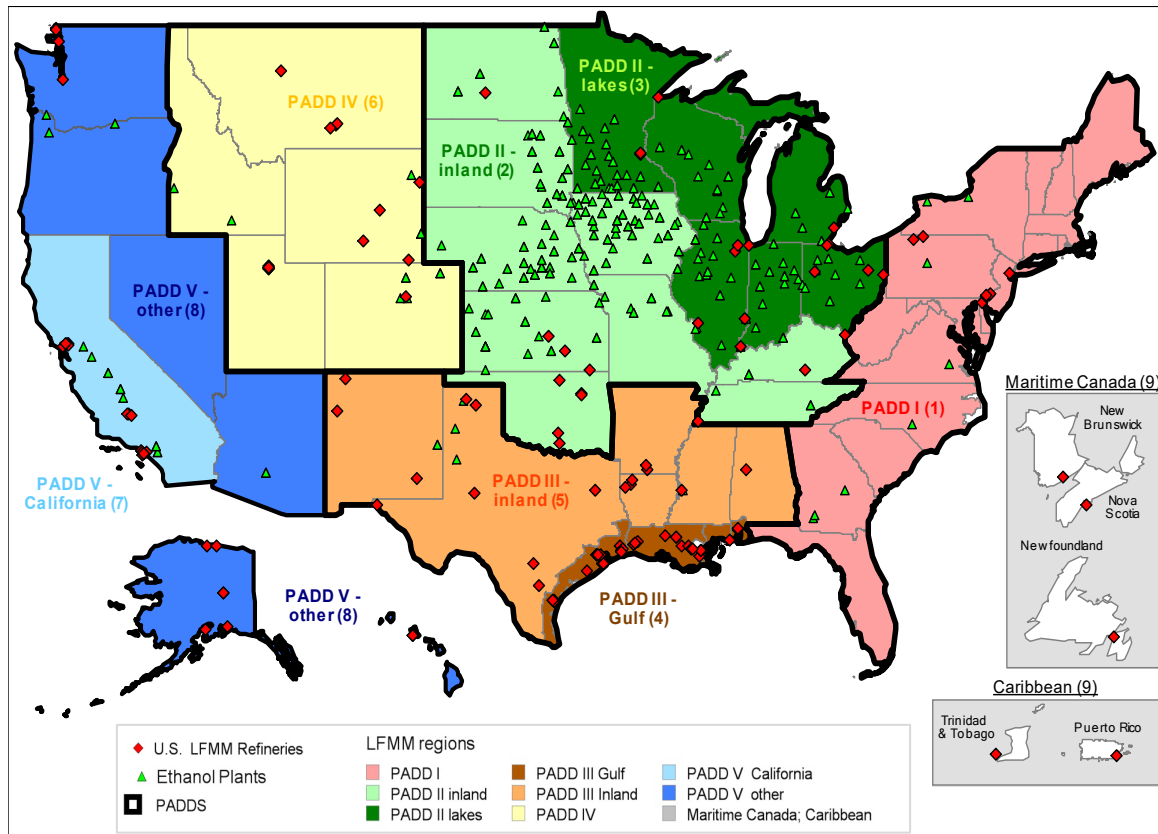 PADD II -
lakes (3)
PADD IV (6)
PADD II -
inland (2)
PADD V -
other (8)
PADD I (1)
Maritime Canada (9)
New
Brunswick
Nova
Scotia
Newfoundland
PADD V -
California (7)
PADD III -
inland (5)
PADD V -
other (8)
PADD III -
Gulf (4)
Caribbean (9)
Trinidad
& Tobago
Puerto Rico
U.S. LFMM Refineries
Ethanol Plants
PADDS
LFMM regions
PADD I
PADD II inland
PADD II lakes
PADD III Gulf
PADD III Inland
PADD IV
PADD V California
PADD V other
Maritime Canada; Caribbean